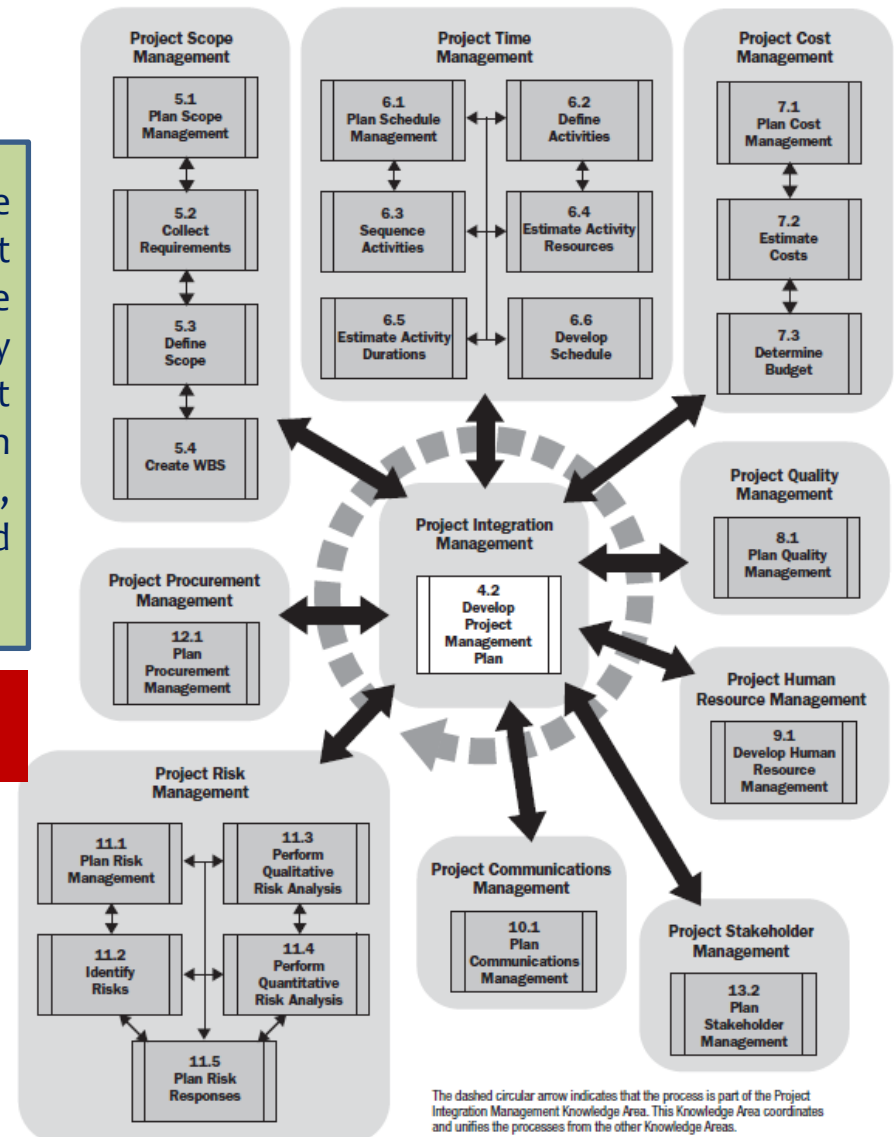 e
t
e
y
t
n
,
d
Project Scope
Management
5.1
Plan Scope
Management
5.2
Collect
Requirements
5.3
Define
Scope
5.4
Create WBS
Project Time
Management
6.1
Plan Schedule
Management
6.2
Define
Activities
6.3
Sequence
Activities
6.4
Estimate Activity
Resources
6.5
Estimate Activity
Durations
6.6
Develop
Schedule
Project Cost
Management
7.1
Plan Cost
Management
7.2
Estimate
Costs
7.3
Determine
Budget
Project Integration
Management
4.2
Develop
Project
Management
Plan
Project Quality
Management
8.1
Plan Quality
Management
Project Procurement
Management
12.1
Plan
Procurement
Management
Project Human
Resource Management
9.1
Develop Human
Resource
Management
Project Risk
Management
11.1
Plan Risk
Management
11.3
Perform
Qualitative
Risk Analysis
11.2
Identify
Risks
11.4
Perform
Quantitative
Risk Analysis
11.5
Plan Risk
Responses
Project Communications
Management
10.1
Plan
Communications
Management
Project Stakeholder
Management
13.2
Plan
Stakeholder
Management
The dashed circular arrow indicates that the process is part of the Project
Integration Management Knowledge Area. This Knowledge Area coordinates
and unifies the processes from the other Knowledge Areas.